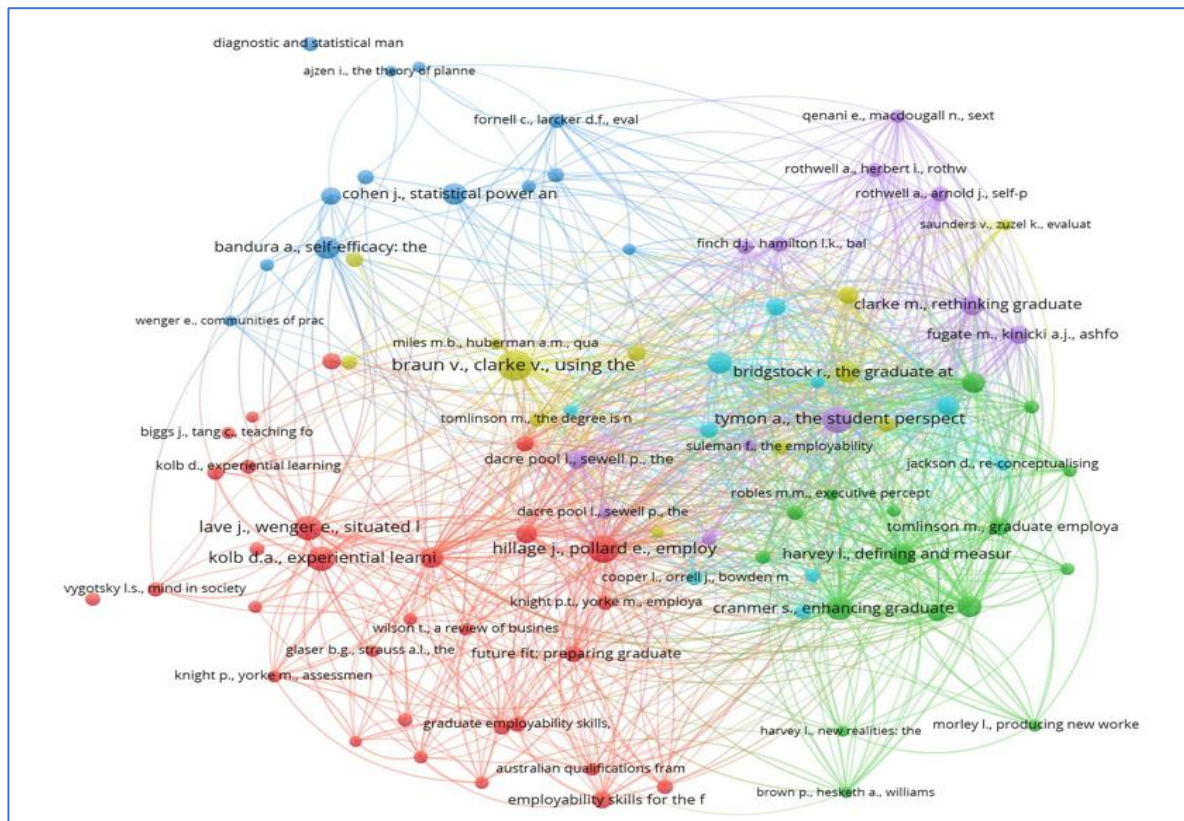 diagnostic and statistical man
ajzen i., the theory of planne
fornell c., larcker d.f., eval
qenani e., macdougall n., sext
rothwell a., herbert i., rothw
cohen j., statistical power an
rothwell a., arnold j., self-p
saunders v., zuzel k., evaluat
bandura a., self-efficacy: the
finch d.j., hamilton l.k., bal
clarke m., rethinking graduate
wenger e., communities of prac
fugate m., kinicki a.j., ashfo
miles m.b., huberman a.m., qua
braun v., clarke v., using the
bridgstock r., the graduate at
tomlinson m., 'the degree is n
tymon a., the student perspect
biggs j., tang c., teaching fo
suleman f., the employability
dacre pool l., sewell p., the
kolb d., experiential learning
jackson d., re-conceptualising
robles m.m., executive percept
dacre pool l., sewell p., the
lave j., wenger e., situated l
tomlinson m., graduate employa
hillage j., pollard e., employ
kolb d.a., experiential learni
harvey l., defining and measur
cooper l., orrell j., bowden m
vygotsky l.s., mind in society
knight p.t., yorke m., employa
cranmer s., enhancing graduate
wilson t., a review of busines
glaser b.g., strauss a.l., the
future fit: preparing graduate
knight p., yorke m., assessmen
graduate employability skills,
morley l., producing new worke
harvey l., new realities: the
australian qualifications fram
brown p., hesketh a., williams
employability skills for the f